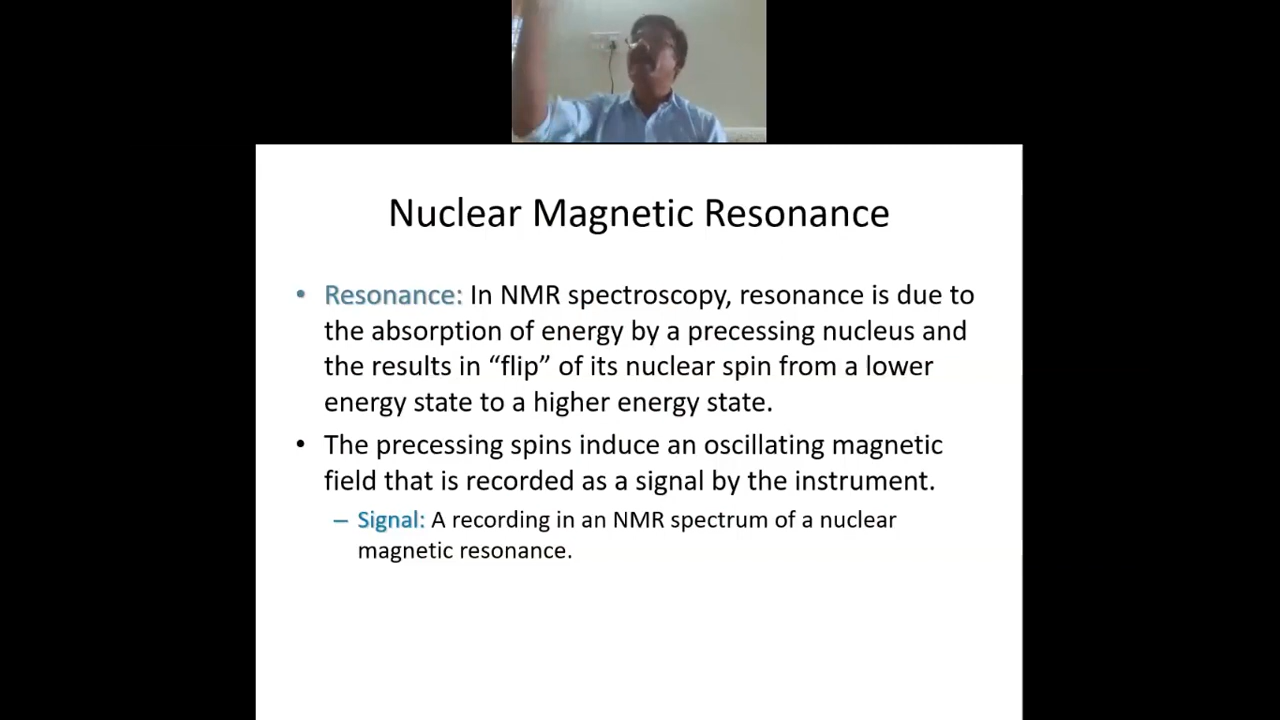 Nuclear Magnetic Resonance
• Resonance: In NMR spectroscopy, resonance is due to
the absorption of energy by a precessing nucleus and
the results in “flip” of its nuclear spin from a lower
energy state to a higher energy state.
• The precessing spins induce an oscillating magnetic
field that is recorded as a signal by the instrument.
– Signal: A recording in an NMR spectrum of a nuclear
magnetic resonance.